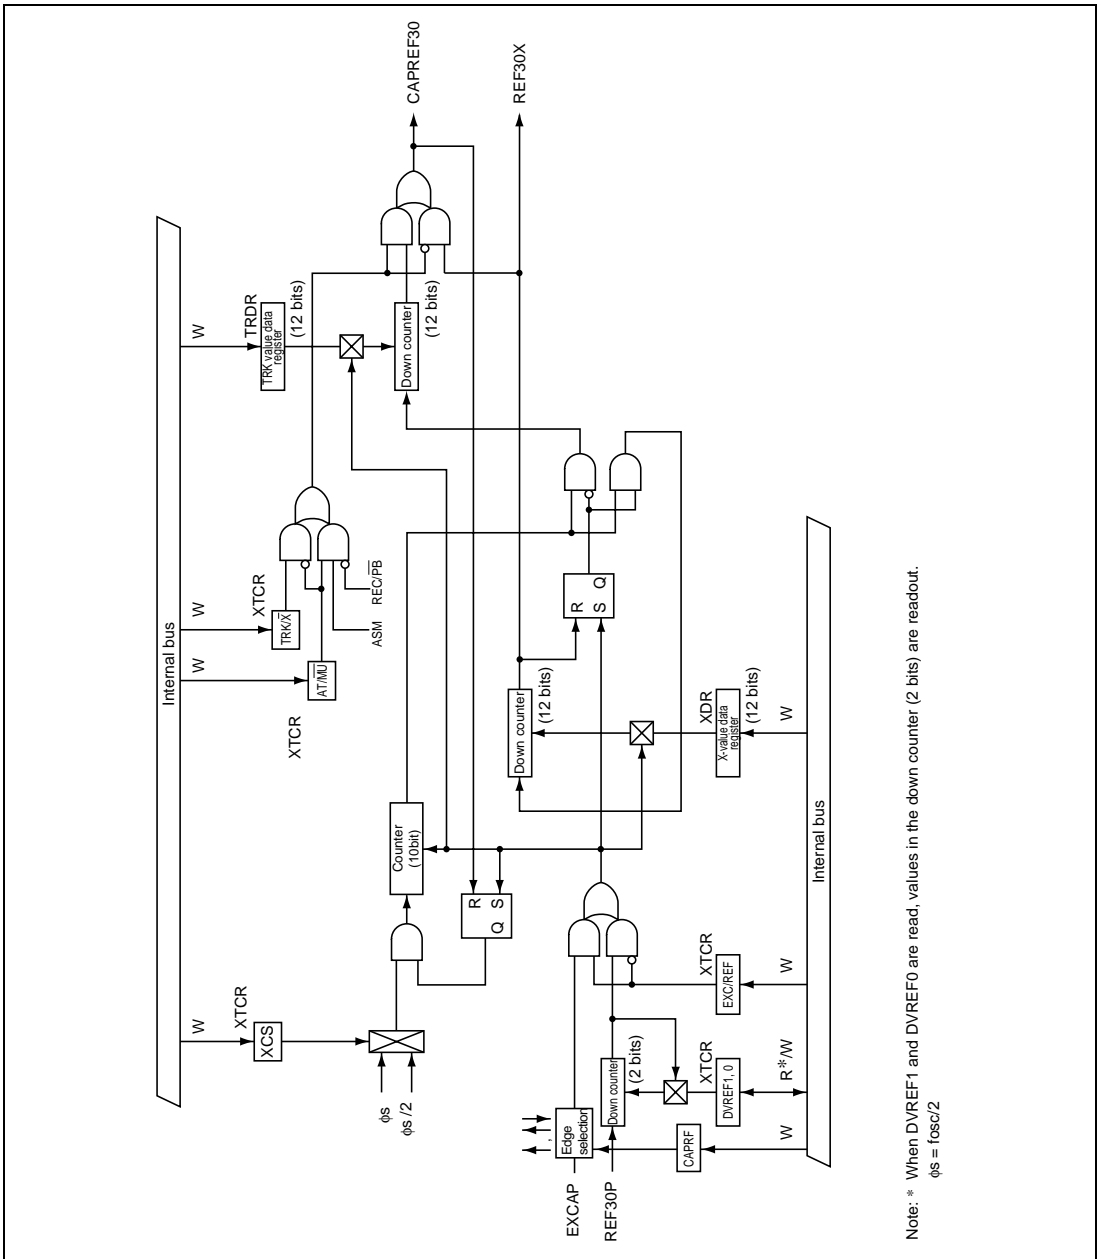 CAPREF30
REF30X
Internal bus
W
TRDR
TRK value data
register
(12 bits)
Down counter
(12 bits)
W
XTCR
TRK/X̅
W
AT/M̅U̅
XTCR
ASM
REC/P̅B̅
R
S
Q
Down counter
(12 bits)
XDR
X-value data
register
(12 bits)
W
Counter
(10bit)
R
S
Q
W
XTCR
XCS
ϕs
ϕs /2
Internal bus
XTCR
EXC/REF
W
Down counter
(2 bits)
XTCR
DVREF1, 0
R*/W
,
Edge
selection
CAPRF
W
EXCAP
REF30P
Note: * When DVREF1 and DVREF0 are read, values in the down counter (2 bits) are readout.
ϕs = fosc/2